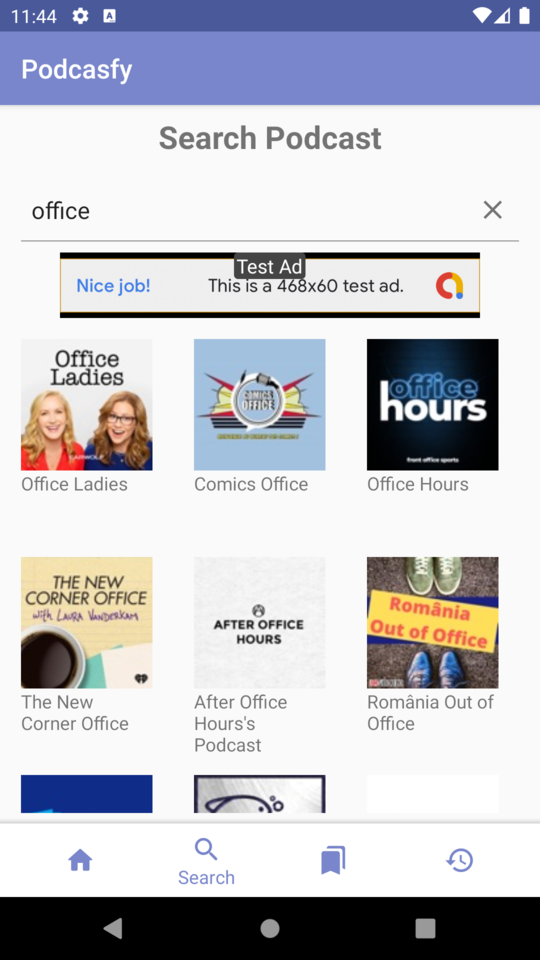 11:44
Podcasfy
Search Podcast
office
Test Ad
Nice job!
This is a 468x60 test ad.
Office
Ladies
EARWOLF
COMICS
OFFICE
office
hours
front office sports
Office Ladies
Comics Office
Office Hours
THE NEW
CORNER OFFICE
with LAURA VANDERKAM
AFTER OFFICE
HOURS
România
Out of Office
The New
Corner Office
After Office
Hours's
Podcast
România Out of
Office
Search